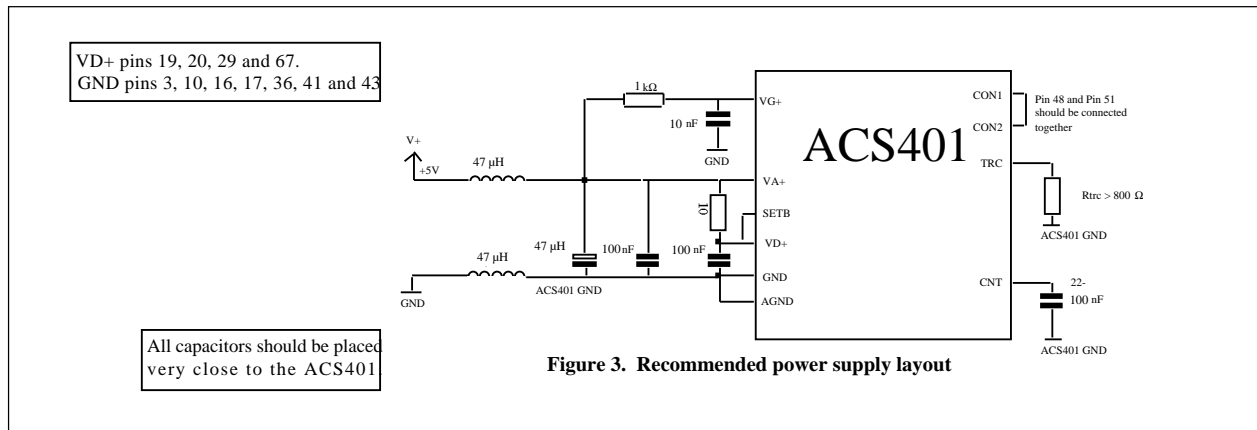 VD+ pins 19, 20, 29 and 67.
GND pins 3, 10, 16, 17, 36, 41 and 43
1 kΩ
VG+
10 nF
GND
V+
+5V
47 µH
VA+
10
SETB
VD+
47 µH
47 µH
100 nF
100 nF
GND
GND
ACS401 GND
AGND
ACS401
CON1
CON2
Pin 48 and Pin 51
should be connected
together
TRC
Rtrc > 800 Ω
ACS401 GND
CNT
22-
100 nF
ACS401 GND
All capacitors should be placed
very close to the ACS401.
Figure 3. Recommended power supply layout